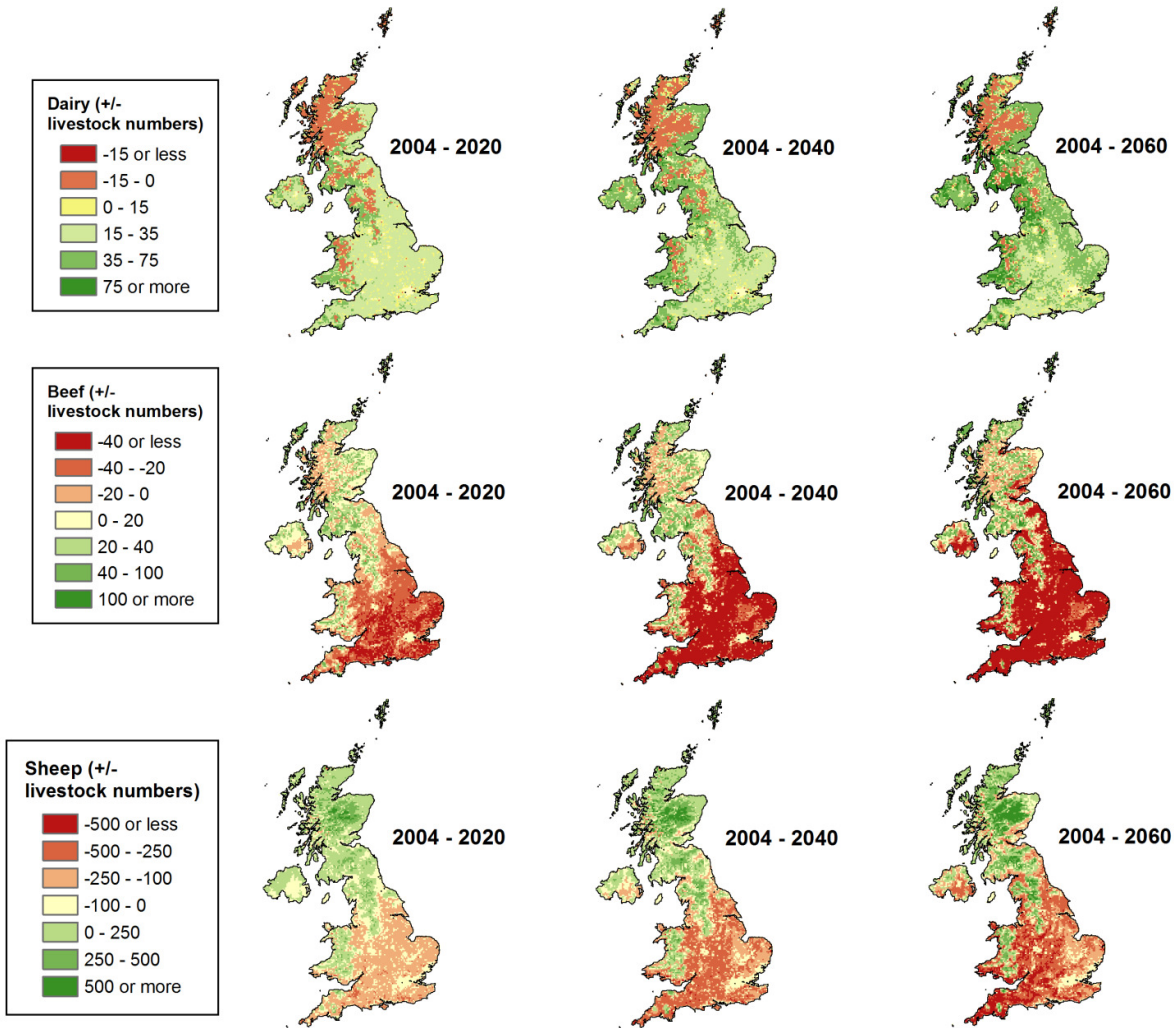 Dairy (+/-
livestock numbers)
-15 or less
-15 - 0
0 - 15
15 - 35
35 - 75
75 or more
2004 - 2020
2004 - 2040
2004 - 2060
Beef (+/-
livestock numbers)
-40 or less
-40 - -20
-20 - 0
0 - 20
20 - 40
40 - 100
100 or more
2004 - 2020
2004 - 2040
2004 - 2060
Sheep (+/-
livestock numbers)
-500 or less
-500 - -250
-250 - -100
-100 - 0
0 - 250
250 - 500
500 or more
2004 - 2020
2004 - 2040
2004 - 2060